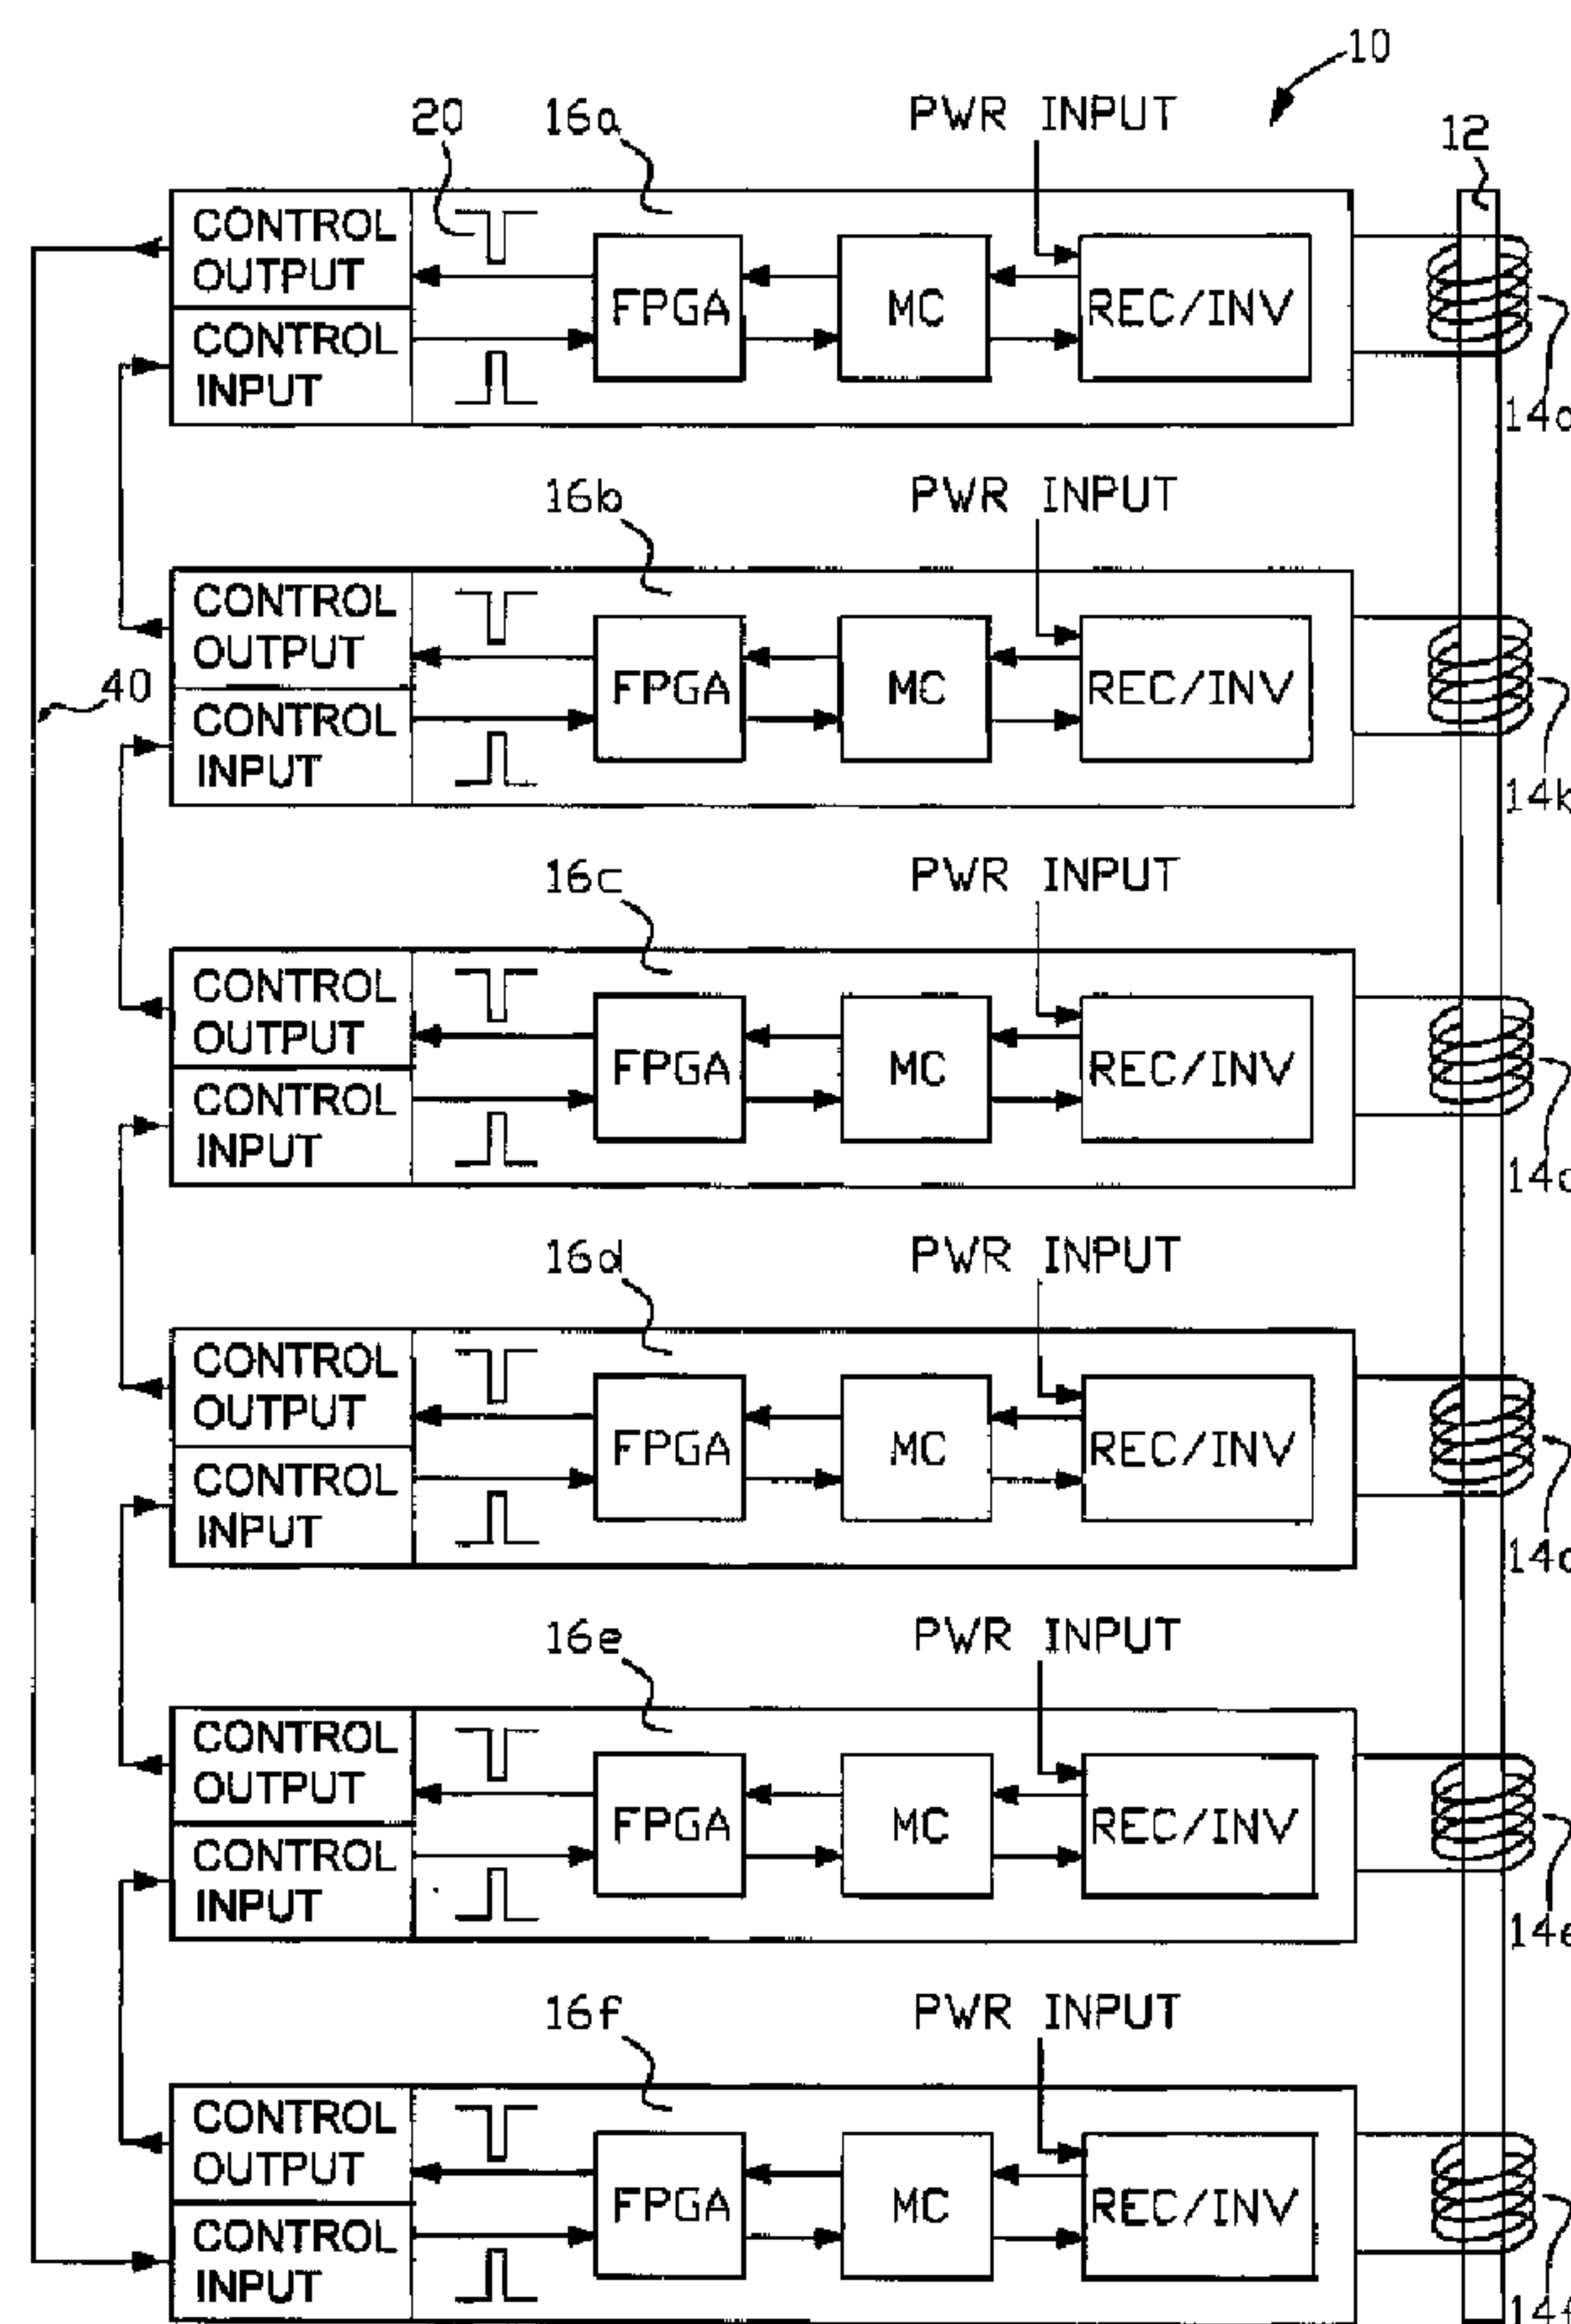 10
20
16a
PWR INPUT
12
CONTROL
OUTPUT
CONTROL
INPUT
FPGA
MC
REC/INV
16b
PWR INPUT
CONTROL
OUTPUT
40
CONTROL
INPUT
FPGA
MC
REC/INV
16c
PWR INPUT
CONTROL
OUTPUT
CONTROL
INPUT
FPGA
MC
REC/INV
16d
PWR INPUT
CONTROL
OUTPUT
CONTROL
INPUT
FPGA
MC
REC/INV
16e
PWR INPUT
CONTROL
OUTPUT
CONTROL
INPUT
FPGA
MC
REC/INV
14e
16f
PWR INPUT
CONTROL
OUTPUT
CONTROL
INPUT
FPGA
MC
REC/INV